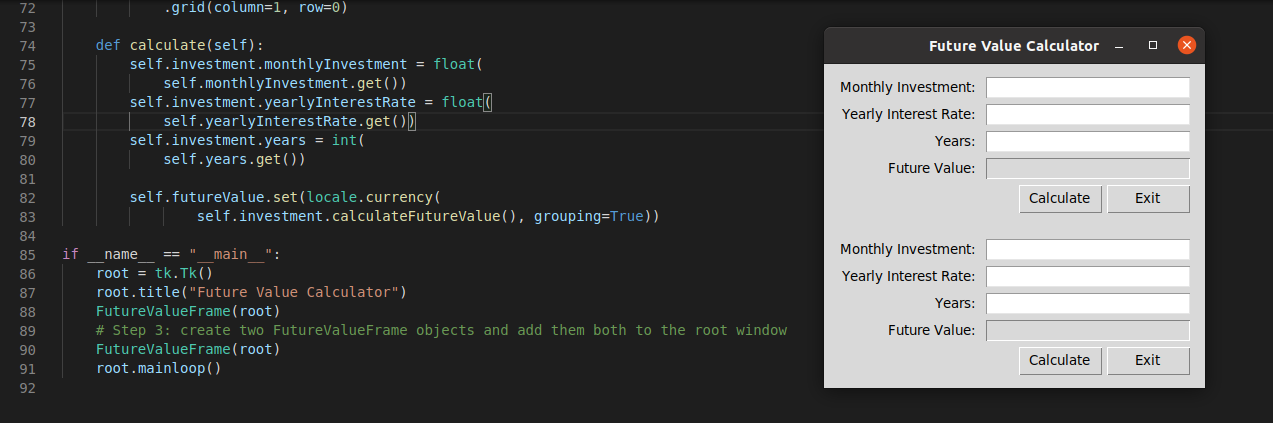 72 .grid(column=1, row=0)
73
74 def calculate(self):
75 self.investment.monthlyInvestment = float(
76 self.monthlyInvestment.get())
77 self.investment.yearlyInterestRate = float(
78 self.yearlyInterestRate.get())
79 self.investment.years = int(
80 self.years.get())
81
82 self.futureValue.set(locale.currency(
83 self.investment.calculateFutureValue(), grouping=True))
84
85 if __name__ == "__main__":
86 root = tk.Tk()
87 root.title("Future Value Calculator")
88 FutureValueFrame(root)
89 # Step 3: create two FutureValueFrame objects and add them both to the root window
90 FutureValueFrame(root)
91 root.mainloop()
92
Future Value Calculator
Monthly Investment:
Yearly Interest Rate:
Years:
Future Value:
Calculate Exit
Monthly Investment:
Yearly Interest Rate:
Years:
Future Value:
Calculate Exit